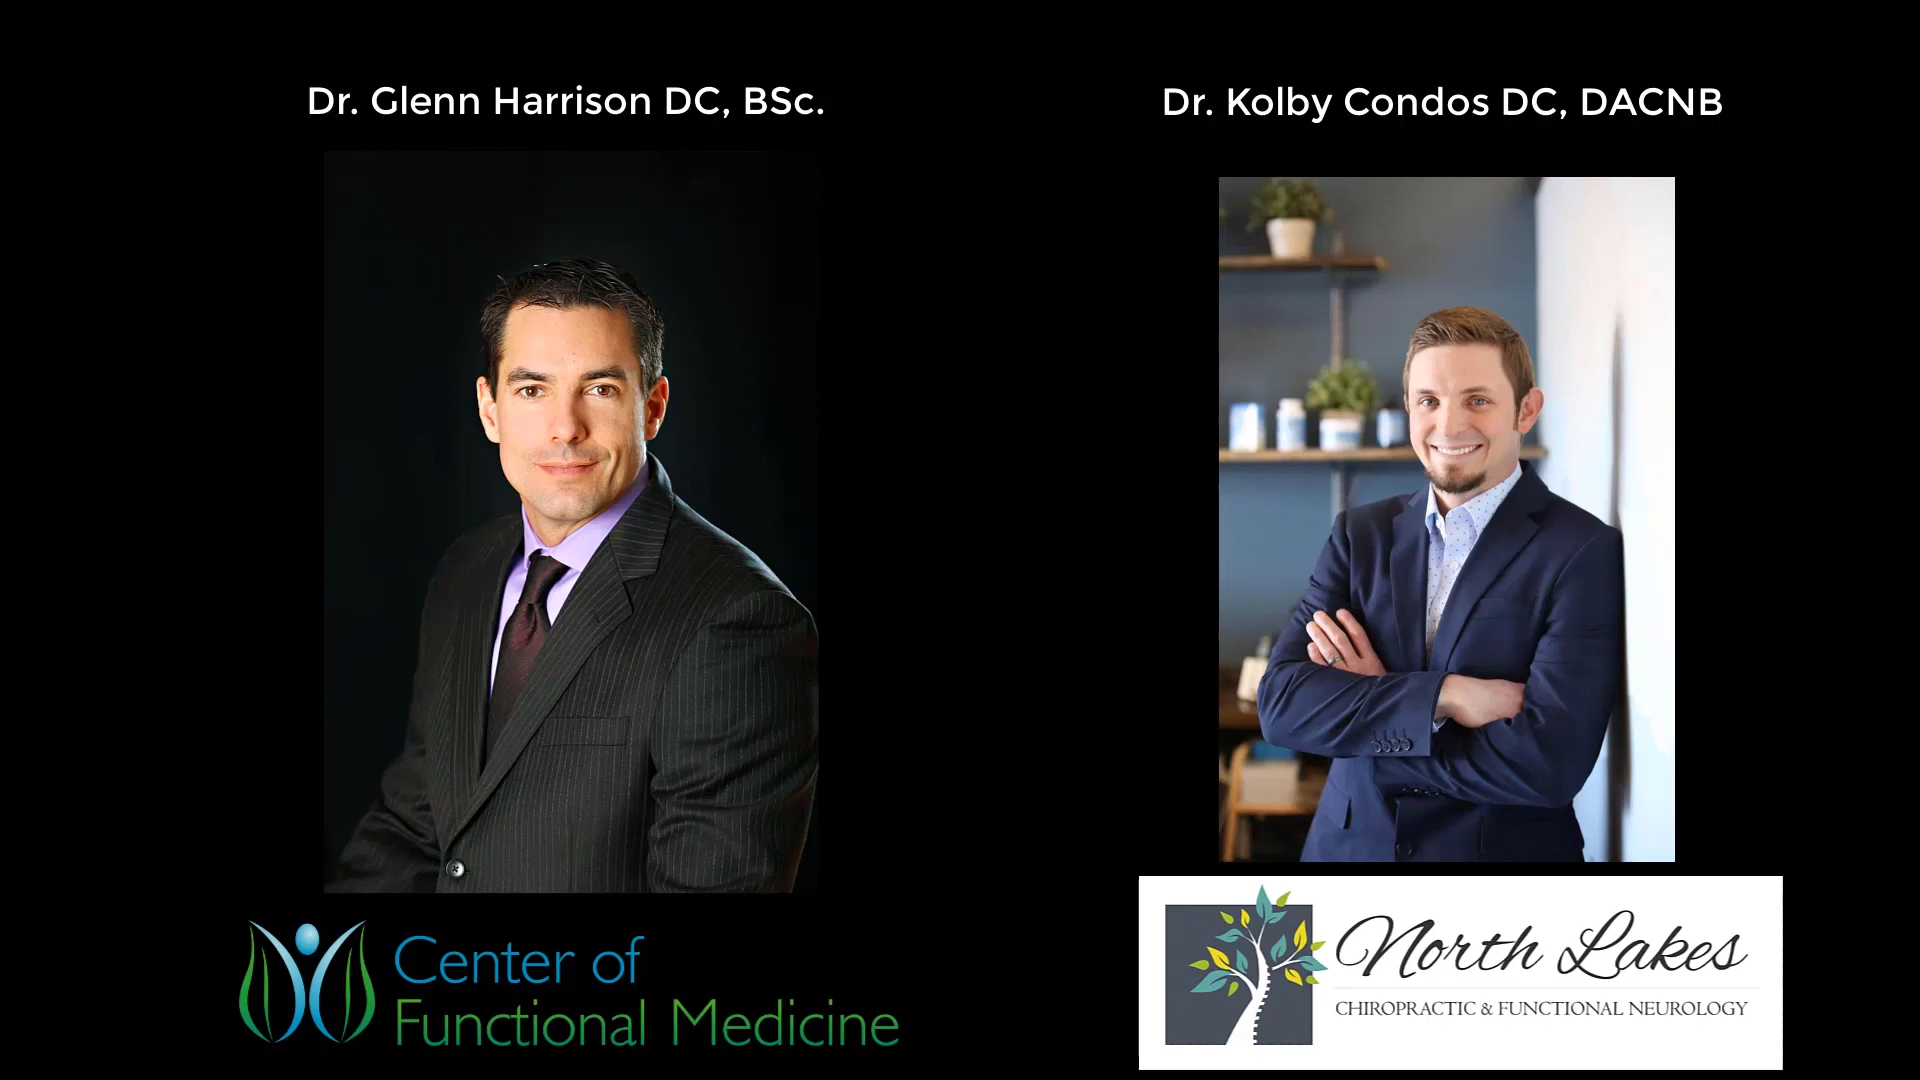 Dr. Glenn Harrison DC, BSc.
Dr. Kolby Condos DC, DACNB
Center of
Functional Medicine
North Lakes
CHIROPRACTIC & FUNCTIONAL NEUROLOGY